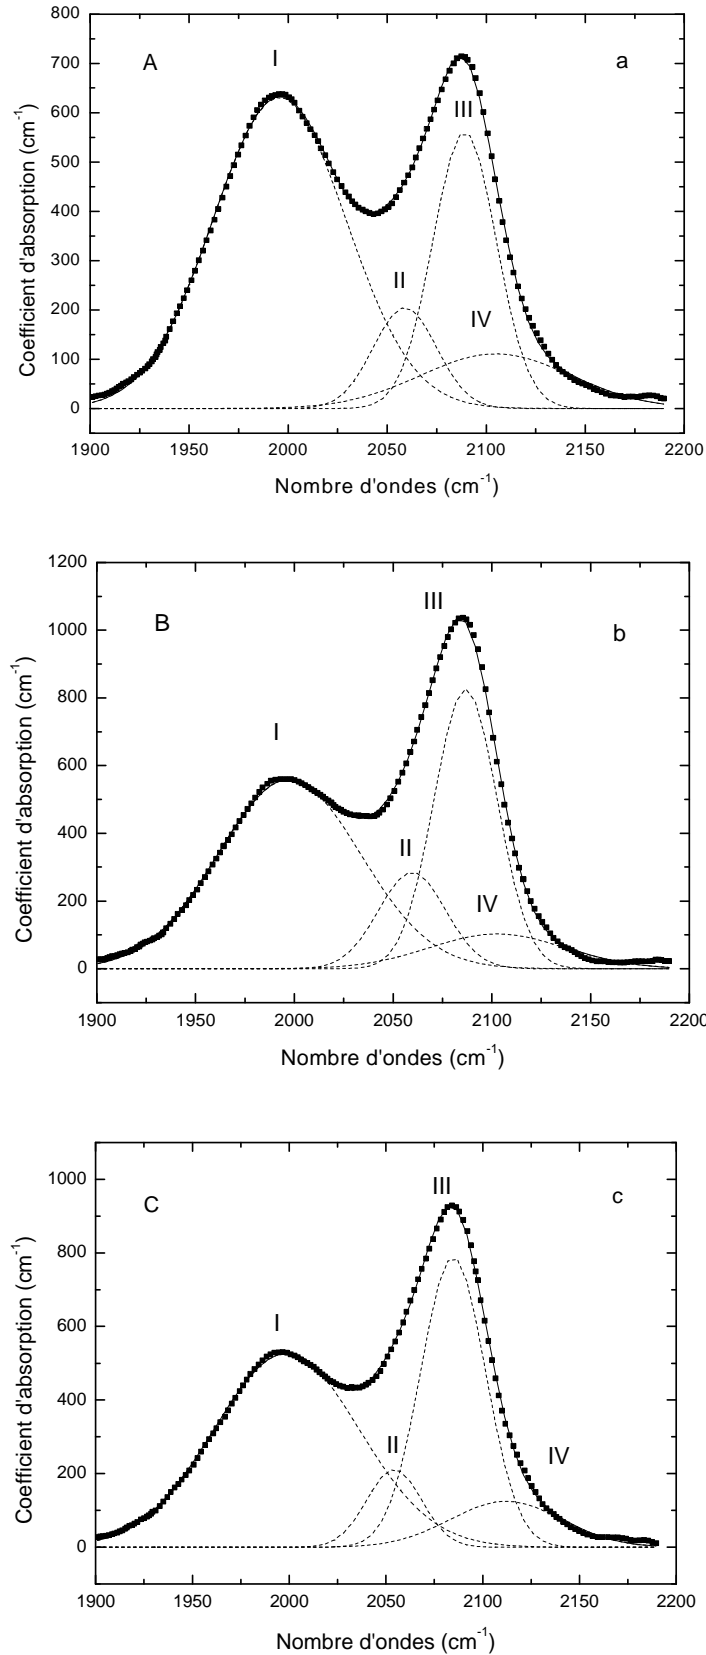 800
A
I
a
700
III
600
500
400
300
II
IV
200
100
0
Coefficient d'absorption (cm⁻¹)
1900 1950 2000 2050 2100 2150 2200
Nombre d'ondes (cm⁻¹)
1200
III
B
b
1000
800
I
600
II
400
IV
200
0
Coefficient d'absorption (cm⁻¹)
1900 1950 2000 2050 2100 2150 2200
Nombre d'ondes (cm⁻¹)
1000
III
C
c
800
I
600
400
II
IV
200
0
Coefficient d'absorption (cm⁻¹)
1900 1950 2000 2050 2100 2150 2200
Nombre d'ondes (cm⁻¹)